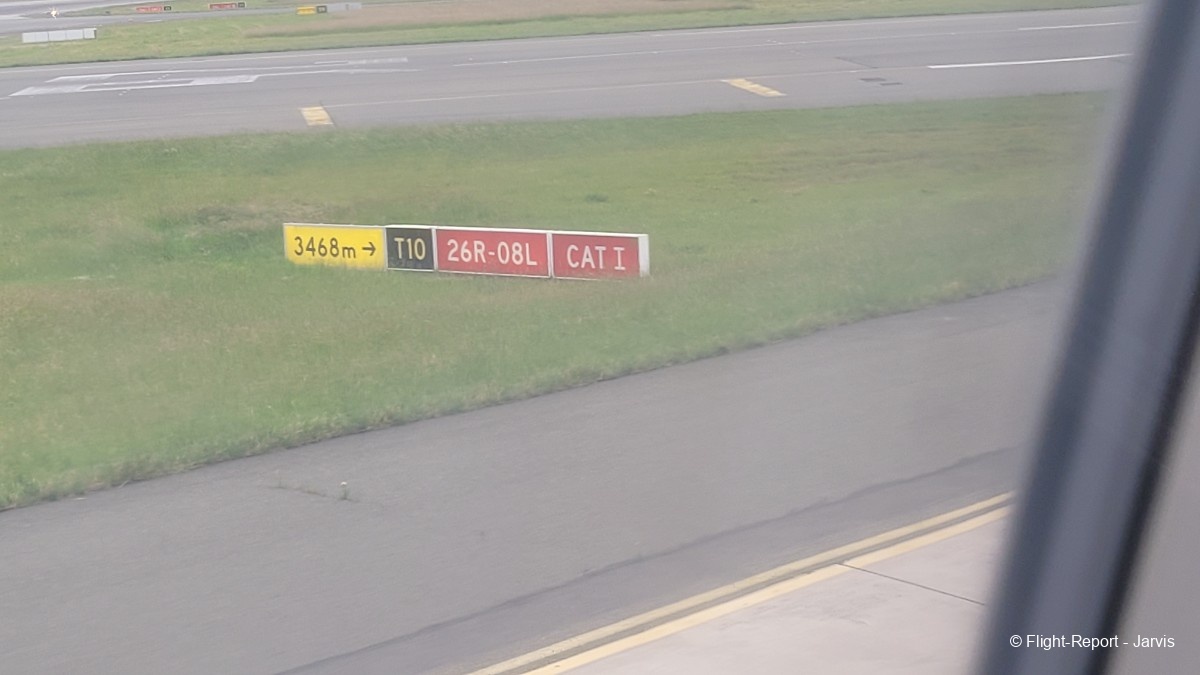 3468m→ T10 26R-08L CAT I
© Flight-Report - Jarvis